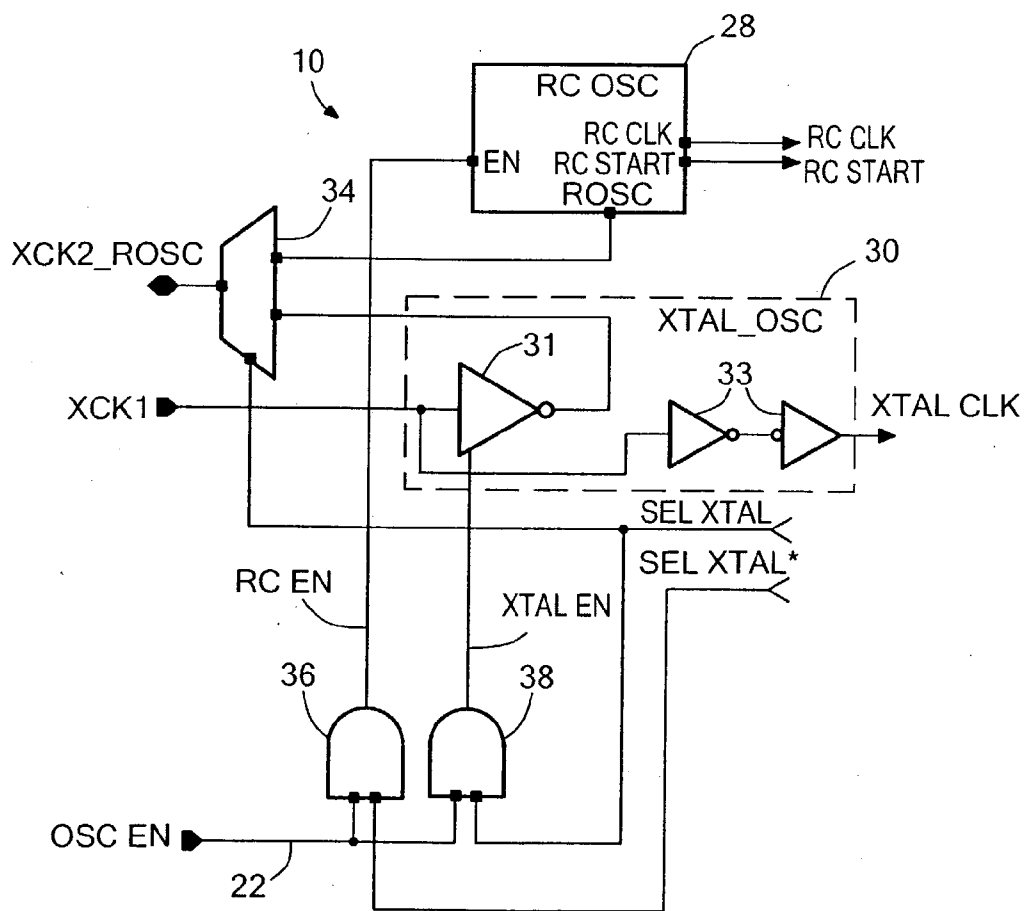 28
10
RC OSC
RC CLK
RC CLK
EN
RC START
RC START
ROSC
34
XCK2_ROSC
30
XTAL_OSC
31
33
XCK1
XTAL CLK
SEL XTAL
SEL XTAL*
RC EN
XTAL EN
36
38
OSC EN
22